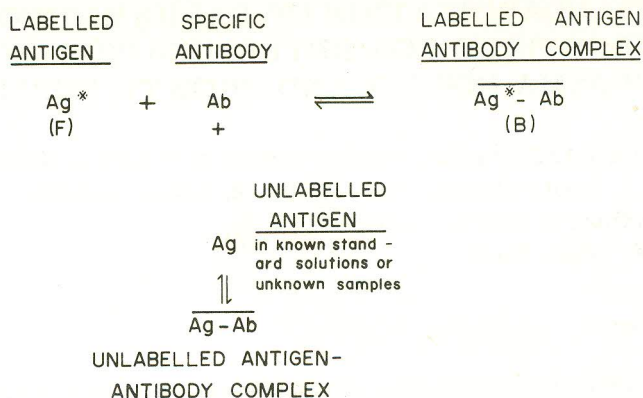 LABELLED SPECIFIC LABELLED ANTIGEN
ANTIGEN ANTIBODY ANTIBODY COMPLEX
Ag* + Ab ⇌ Ag*- Ab
(F) + (B)
UNLABELLED
ANTIGEN
Ag in known stand -
ard solutions or
unknown samples
⇌
Ag-Ab
UNLABELLED ANTIGEN-
ANTIBODY COMPLEX